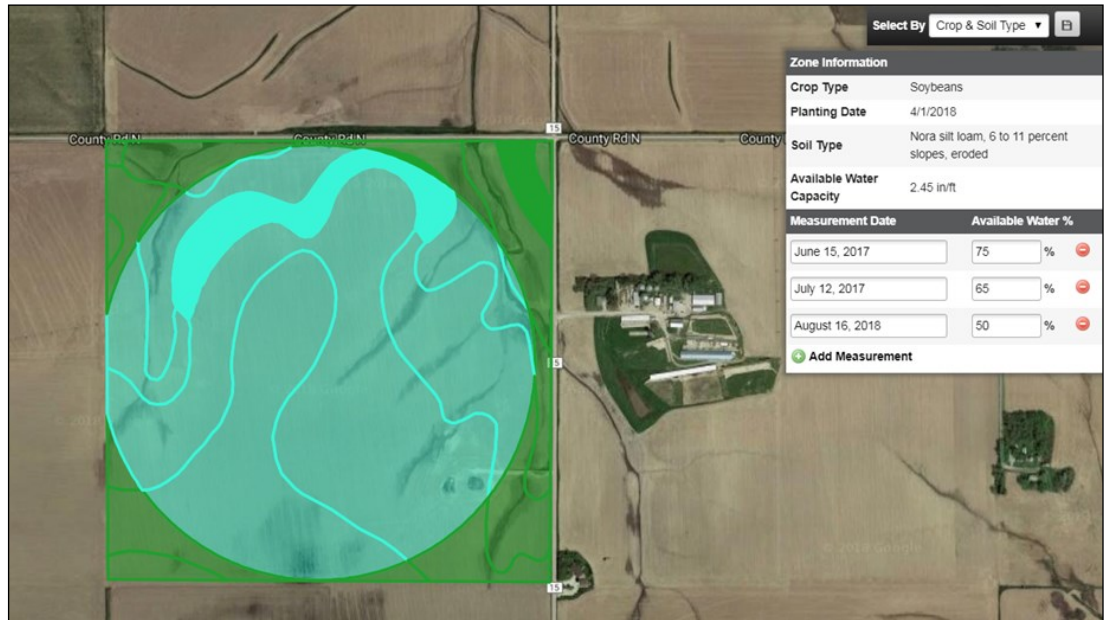 Select By Crop & Soil Type
Zone Information
Crop Type Soybeans
Planting Date 4/1/2018
Soil Type Nora silt loam, 6 to 11 percent
slopes, eroded
Available Water
Capacity 2.45 in/ft
Measurement Date Available Water %
June 15, 2017 75 %
July 12, 2017 65 %
August 16, 2018 50 %
Add Measurement
15
County Rd N County Rd N County Rd N County
15
15
© 2018 Google